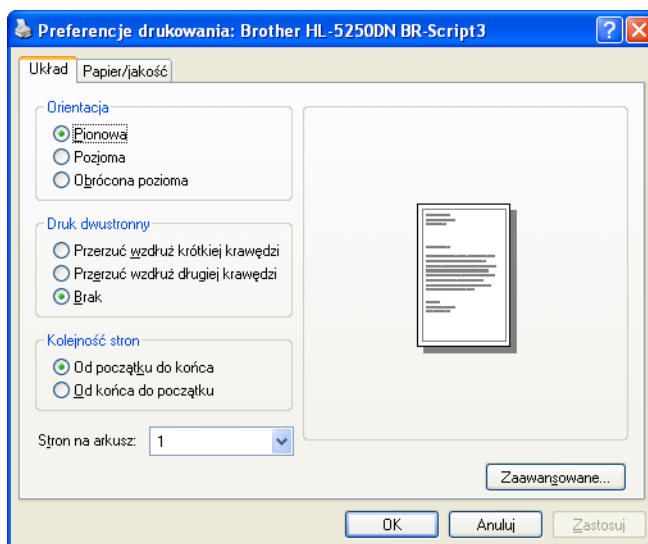 Preferencje drukowania: Brother HL-5250DN BR-Script3
Układ Papier/jakość
Orientacja
Pionowa
Pozioma
Obrócona pozioma
Druk dwustronny
Przerzuć wzdłuż krótkiej krawędzi
Przerzuć wzdłuż długiej krawędzi
Brak
Kolejność stron
Od początku do końca
Od końca do początku
Stron na arkusz: 1
Zaawansowane...
OK Anuluj Zastosuj